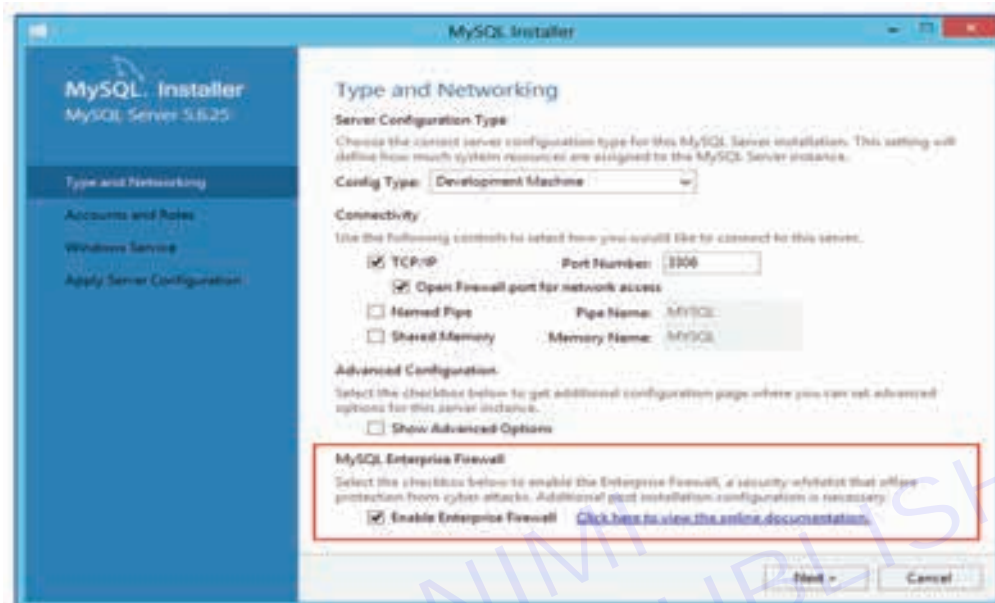 MySQL Installer
MySQL. Installer
MySQL Server 5.6.25
Type and Networking
Accounts and Roles
Windows Service
Apply Server Configuration
Type and Networking
Server Configuration Type
Choose the correct server configuration type for this MySQL Server installation. This setting will
define how much system resources are assigned to the MySQL Server instance.
Config Type: Development Machine
Connectivity
Use the following controls to select how you would like to connect to this server.
TCP/IP Port Number: 3306
Open Firewall port for network access
Named Pipe Pipe Name: MYSQL
Shared Memory Memory Name: MYSQL
Advanced Configuration
Select the checkbox below to get additional configuration page where you can set advanced
options for this server instance.
Show Advanced Options
MySQL Enterprise Firewall
Select the checkbox below to enable the Enterprise Firewall, a security whitelist that offers
protection from cyber attacks. Additional post installation configuration is necessary.
Enable Enterprise Firewall Click here to view the online documentation.
Next > Cancel
NIMI
PUBLISH